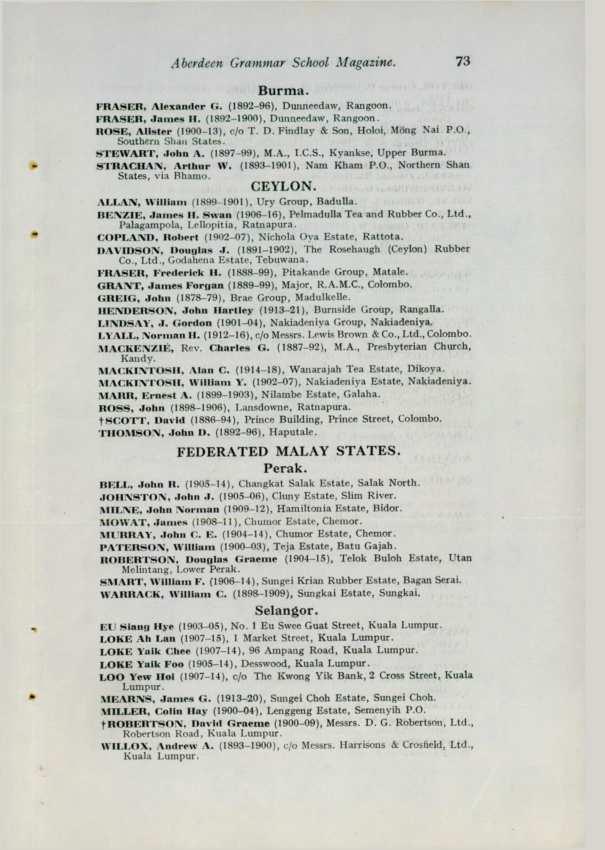 Aberdeen Grammar School Magazine. 73
Burma.
FRASER, Alexander G. (1892–96), Dunneedaw, Rangoon.
FRASER, James H. (1892–1900), Dunneedaw, Rangoon.
ROSE, Alister (1900–13), c/o T. D. Findlay & Son, Holoi, Möng Nai P.O.,
Southern Shan States.
STEWART, John A. (1897–99), M.A., I.C.S., Kyankse, Upper Burma.
STRACHAN, Arthur W. (1893–1901), Nam Kham P.O., Northern Shan
States, via Bhamo.
CEYLON.
ALLAN, William (1899–1901), Ury Group, Badulla.
BENZIE, James H. Swan (1906–16), Pelmadulla Tea and Rubber Co., Ltd.,
Palagampola, Lellopitia, Ratnapura.
COPLAND, Robert (1902–07), Nichola Oya Estate, Rattota.
DAVIDSON, Douglas J. (1891–1902), The Rosehaugh (Ceylon) Rubber
Co., Ltd., Godahena Estate, Tebuwana.
FRASER, Frederick H. (1888–99), Pitakande Group, Matale.
GRANT, James Forgan (1889–99), Major, R.A.M.C., Colombo.
GREIG, John (1878–79), Brae Group, Madulkelle.
HENDERSON, John Hartley (1913–21), Burnside Group, Rangalla.
LINDSAY, J. Gordon (1901–04), Nakiadeniya Group, Nakiadeniya.
LYALL, Norman H. (1912–16), c/o Messrs. Lewis Brown & Co., Ltd., Colombo.
MACKENZIE, Rev. Charles G. (1887–92), M.A., Presbyterian Church,
Kandy.
MACKINTOSH, Alan C. (1914–18), Wanarajah Tea Estate, Dikoya.
MACKINTOSH, William Y. (1902–07), Nakiadeniya Estate, Nakiadeniya.
MARR, Ernest A. (1899–1903), Nilambe Estate, Galaha.
ROSS, John (1898–1906), Lansdowne, Ratnapura.
†SCOTT, David (1886–94), Prince Building, Prince Street, Colombo.
THOMSON, John D. (1892–96), Haputale.
FEDERATED MALAY STATES.
Perak.
BELL, John R. (1905–14), Changkat Salak Estate, Salak North.
JOHNSTON, John J. (1905–06), Cluny Estate, Slim River.
MILNE, John Norman (1909–12), Hamiltonia Estate, Bidor.
MOWAT, James (1908–11), Chumor Estate, Chemor.
MURRAY, John C. E. (1904–14), Chumor Estate, Chemor.
PATERSON, William (1900–03), Teja Estate, Batu Gajah.
ROBERTSON, Douglas Graeme (1904–15), Telok Buloh Estate, Utan
Melintang, Lower Perak.
SMART, William F. (1906–14), Sungei Krian Rubber Estate, Bagan Serai.
WARRACK, William C. (1898–1909), Sungkai Estate, Sungkai.
Selangor.
EU Siang Hye (1903–05), No. 1 Eu Swee Guat Street, Kuala Lumpur.
LOKE Ah Lan (1907–15), 1 Market Street, Kuala Lumpur.
LOKE Yaik Chee (1907–14), 96 Ampang Road, Kuala Lumpur.
LOKE Yaik Foo (1905–14), Desswood, Kuala Lumpur.
LOO Yew Hoi (1907–14), c/o The Kwong Yik Bank, 2 Cross Street, Kuala
Lumpur.
MEARNS, James G. (1913–20), Sungei Choh Estate, Sungei Choh.
MILLER, Colin Hay (1900–04), Lenggeng Estate, Semenyih P.O.
†ROBERTSON, David Graeme (1900–09), Messrs. D. G. Robertson, Ltd.,
Robertson Road, Kuala Lumpur.
WILLOX, Andrew A. (1893–1900), c/o Messrs. Harrisons & Crosfield, Ltd.,
Kuala Lumpur.